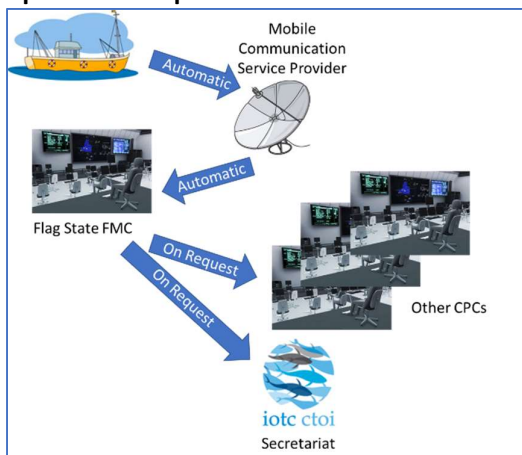 Mobile
Communication
Service Provider
Automatic
Automatic
Flag State FMC
On Request
On Request
Other CPCs
iotc ctoi
Secretariat